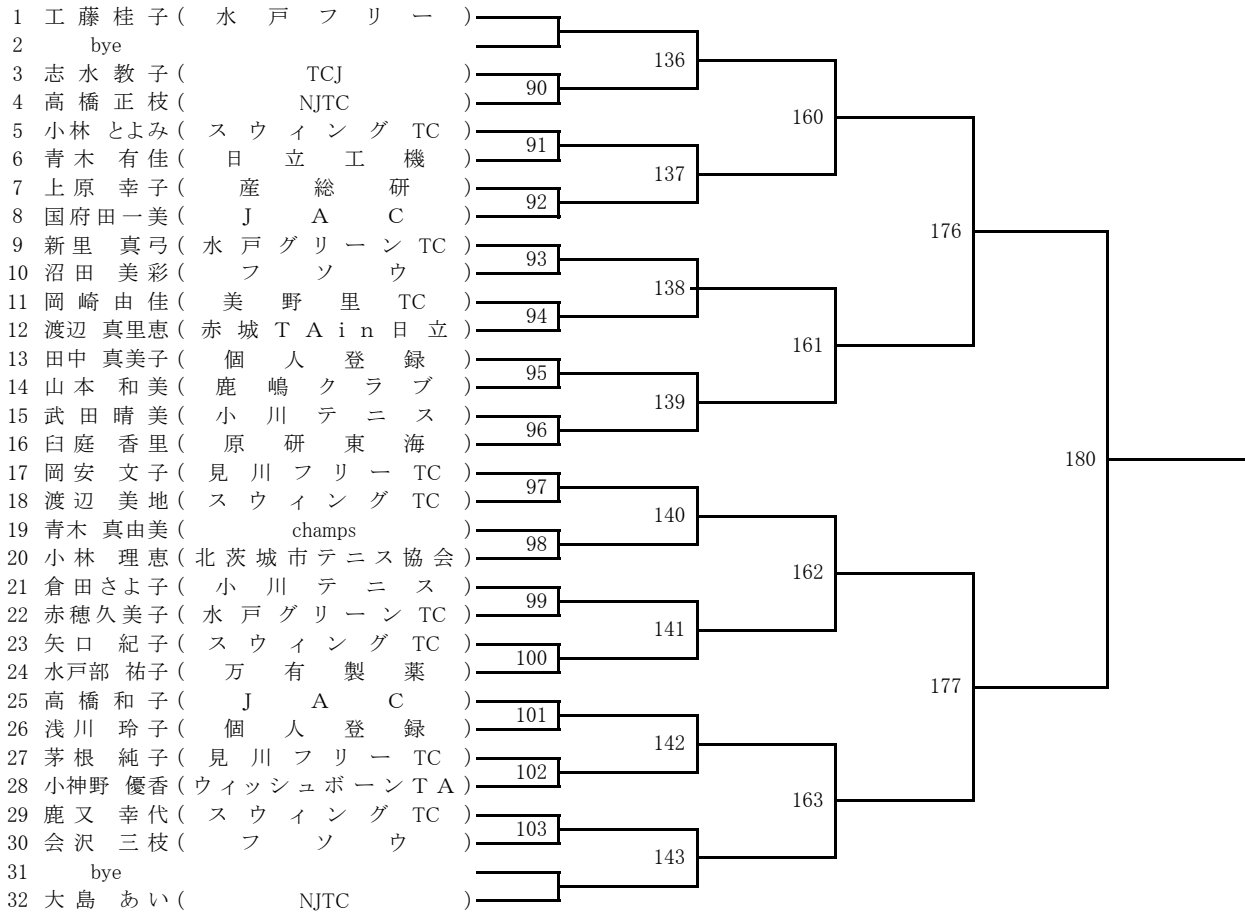 1 工藤桂子(水戸フリー)
2 bye
136
3 志水教子(TCJ)
90
4 高橋正枝(NJTC)
160
5 小林 とよみ(スウィングTC)
91
6 青木 有佳(日立工機)
137
7 上原 幸子(産総研)
92
8 国府田一美(JAC)
176
9 新里 真弓(水戸グリーンTC)
93
10 沼田 美彩(フソウ)
138
11 岡崎由佳(美野里TC)
94
12 渡辺 真里恵(赤城TAin日立)
161
13 田中 真美子(個人登録)
95
14 山本 和美(鹿嶋クラブ)
139
15 武田晴美(小川テニス)
96
16 臼庭 香里(原研東海)
180
17 岡安 文子(見川フリーTC)
97
18 渡辺 美地(スウィングTC)
140
19 青木 真由美(champs)
98
20 小林 理恵(北茨城市テニス協会)
162
21 倉田さよ子(小川テニス)
99
22 赤穂久美子(水戸グリーンTC)
141
23 矢口 紀子(スウィングTC)
100
24 水戸部 祐子(万有製薬)
177
25 高橋和子(JAC)
101
26 浅川 玲子(個人登録)
142
27 茅根 純子(見川フリーTC)
102
28 小神野 優香(ウィッシュボーンTA)
163
29 鹿又 幸代(スウィングTC)
103
30 会沢 三枝(フソウ)
143
31 bye
32 大島 あい(NJTC)